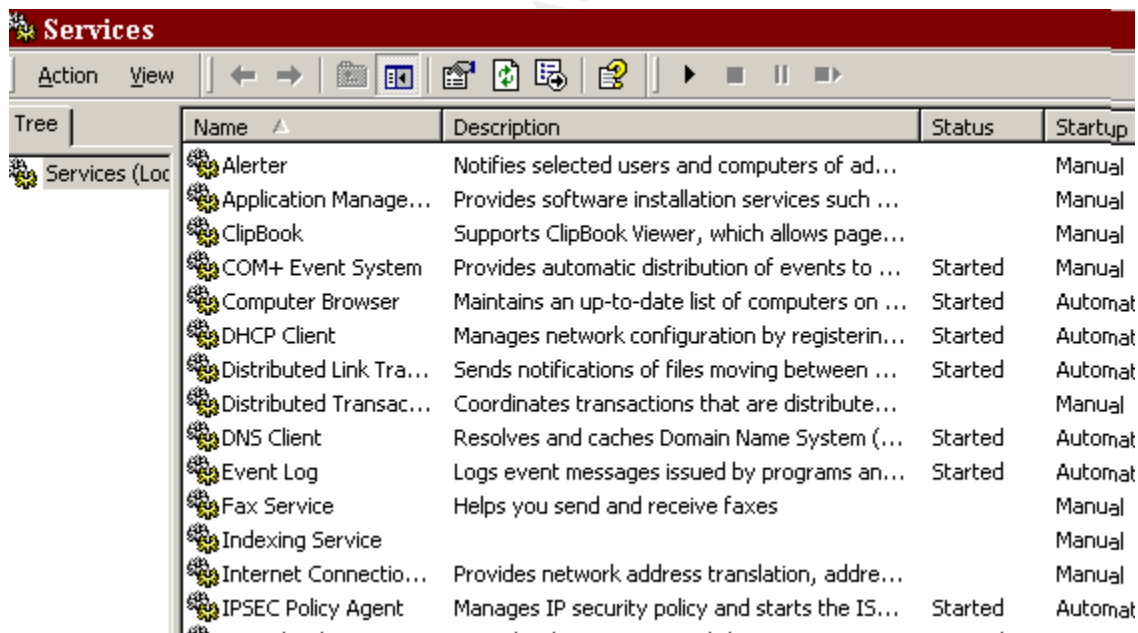 Services
Action View
Tree
Name Description Status Startup
Services (Loc
Alerter Notifies selected users and computers of ad... Manual
Application Manage... Provides software installation services such ... Manual
ClipBook Supports ClipBook Viewer, which allows page... Manual
COM+ Event System Provides automatic distribution of events to ... Started Manual
Computer Browser Maintains an up-to-date list of computers on ... Started Automat
DHCP Client Manages network configuration by registerin... Started Automat
Distributed Link Tra... Sends notifications of files moving between ... Started Automat
Distributed Transac... Coordinates transactions that are distribute... Manual
DNS Client Resolves and caches Domain Name System (... Started Automat
Event Log Logs event messages issued by programs an... Started Automat
Fax Service Helps you send and receive faxes Manual
Indexing Service Manual
Internet Connectio... Provides network address translation, addre... Manual
IPSEC Policy Agent Manages IP security policy and starts the IS... Started Automat